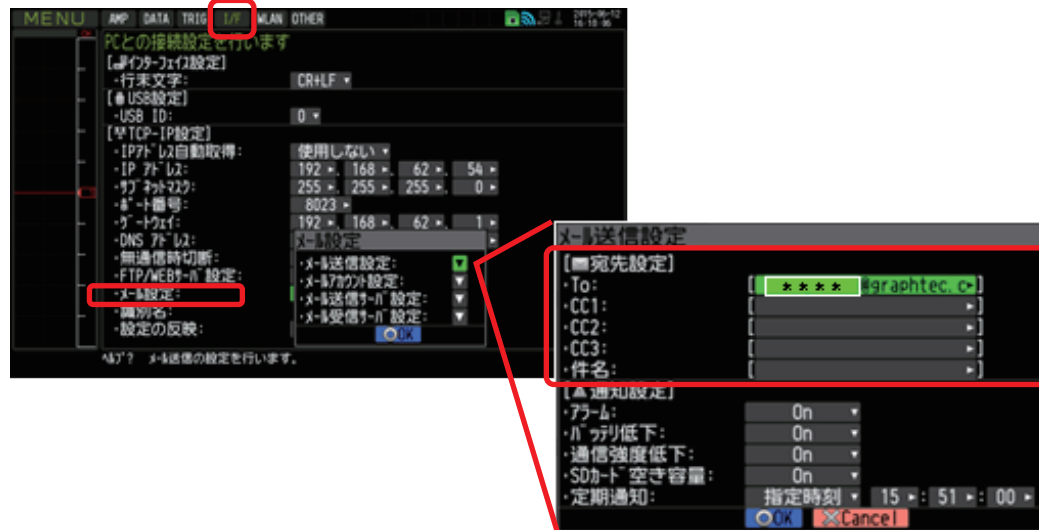 MENU AMP DATA TRIG I/F WLAN OTHER 2015-06-12
16:10:06
PCとの接続設定を行います
[インターフェイス設定]
・行末文字: CR+LF
[USB設定]
・USB ID: 0
[TCP-IP設定]
・IPアドレス自動取得: 使用しない
・IP アドレス: 192. 168. 62. 54
・サブネットマスク: 255. 255. 255. 0
・ポート番号: 8023
・ゲートウェイ: 192. 168. 62. 1
・DNS アドレス:
・無通信時切断:
・FTP/WEBサーバ設定:
・メール設定:
・識別名:
・設定の反映:
ヘルプ? メール送信の設定を行います。
メール設定
・メール送信設定:
・メールアカウント設定:
・メール送信サーバ設定:
・メール受信サーバ設定:
OK
メール送信設定
[宛先設定]
・To: [ **** graphtec.c]
・CC1: [ ]
・CC2: [ ]
・CC3: [ ]
・件名: [ ]
[通知設定]
・アラーム: On
・バッテリ低下: On
・通信強度低下: On
・SDカード空き容量: On
・定期通知: 指定時刻 15 : 51 : 00
OK Cancel